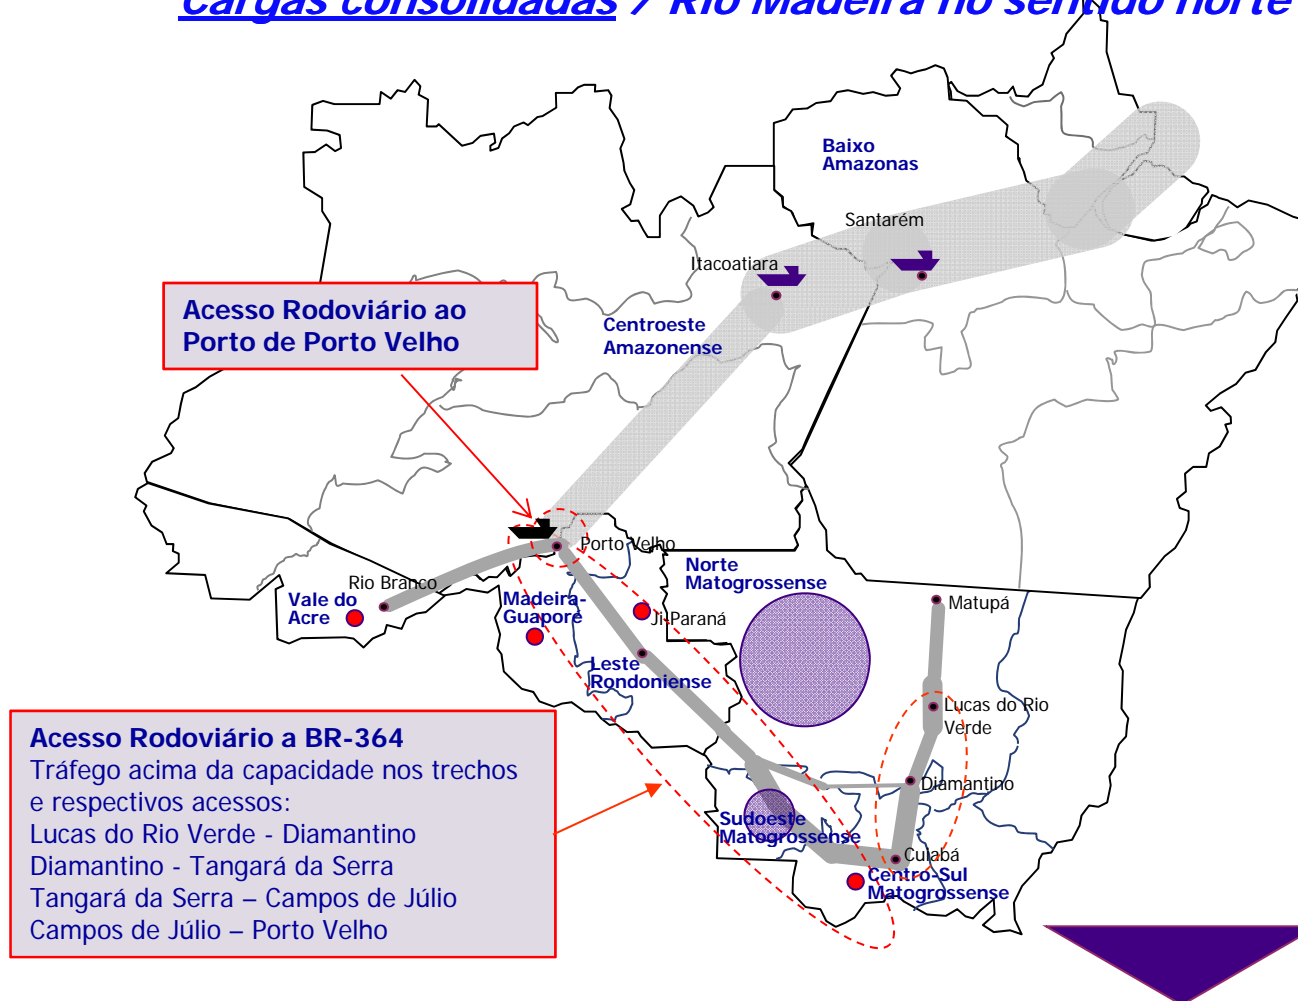 Cargas consolidadas / Rio Madeira no sentido norte
Baixo
Amazonas
Santarém
Itacoatiara
Acesso Rodoviário ao
Porto de Porto Velho
Centroeste
Amazonense
Porto Velho
Norte
Matogrossense
Rio Branco
Vale do
Acre
Madeira-
Guaporé
Ji-Paraná
Matupá
Leste
Rondoniense
Lucas do Rio
Verde
Acesso Rodoviário a BR-364
Tráfego acima da capacidade nos trechos
e respectivos acessos:
Lucas do Rio Verde - Diamantino
Diamantino - Tangará da Serra
Tangará da Serra – Campos de Júlio
Campos de Júlio – Porto Velho
Diamantino
Sudoeste
Matogrossense
Cuiabá
Centro-Sul
Matogrossense